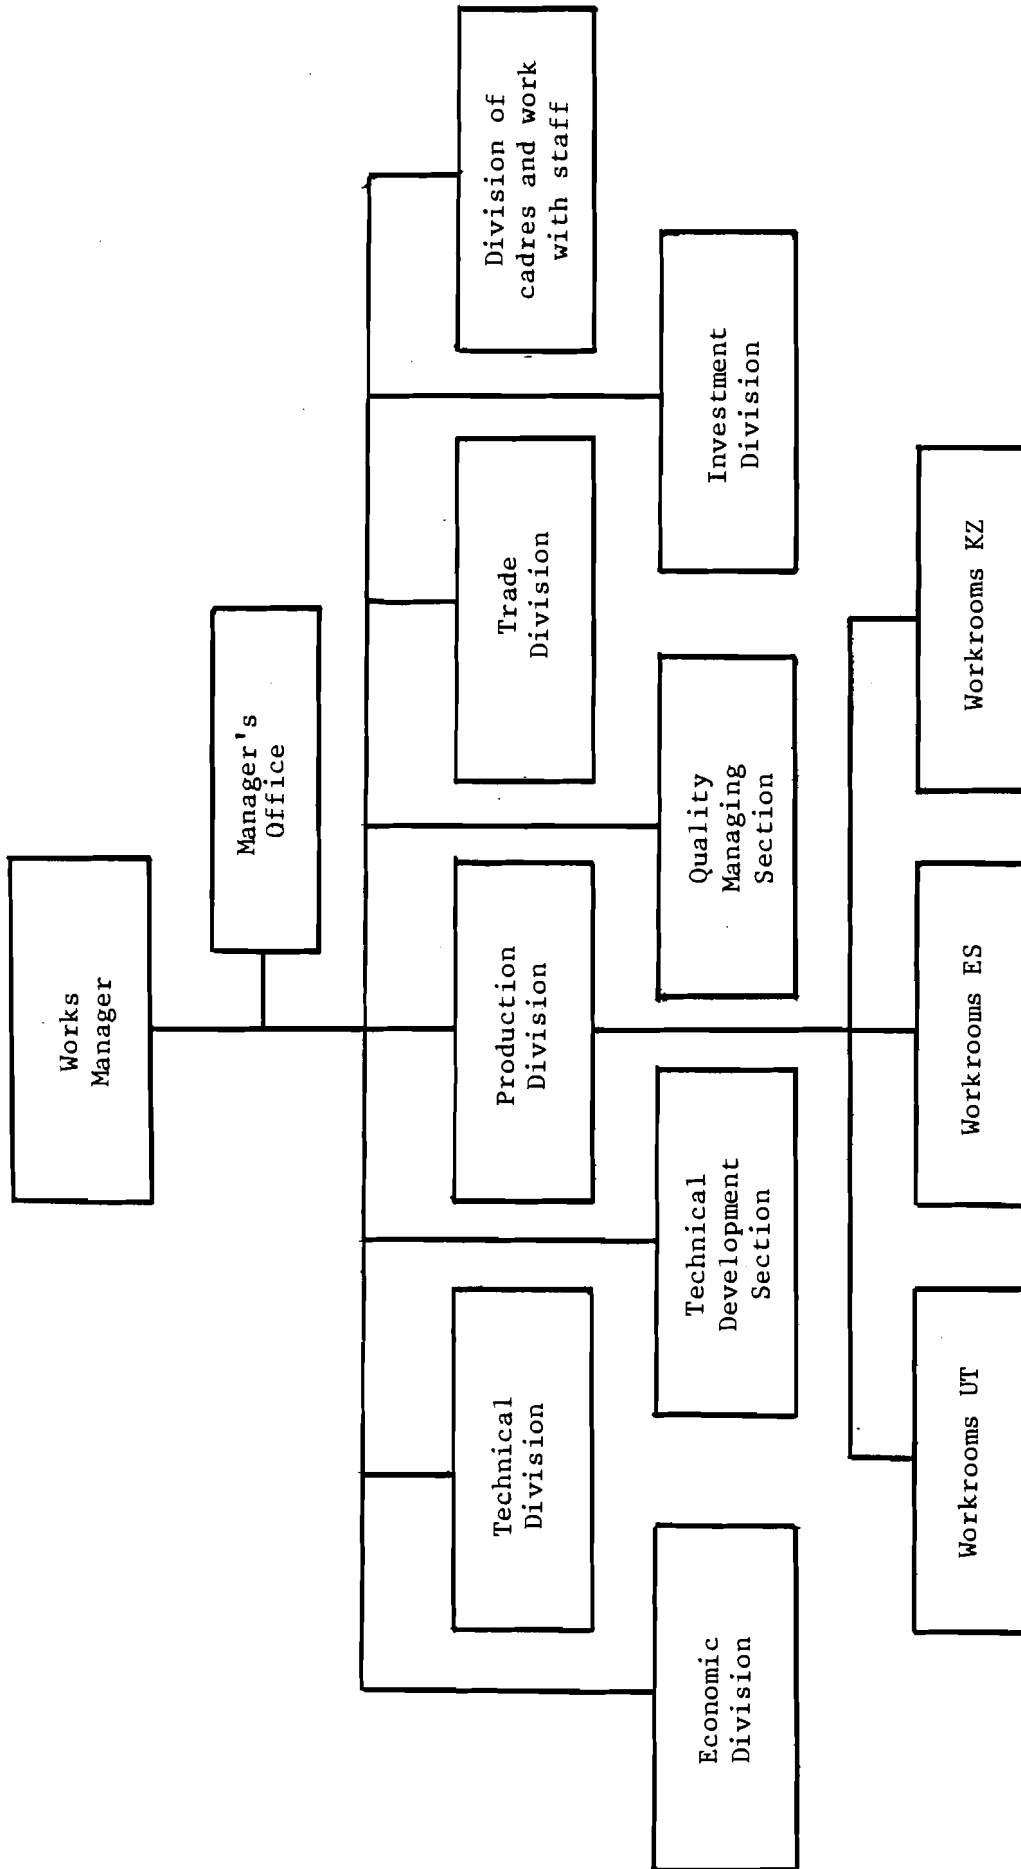 Works
Manager
Manager's
Office
Technical
Division
Production
Division
Trade
Division
Division of
cadres and work
with staff
Economic
Division
Technical
Development
Section
Quality
Managing
Section
Investment
Division
Workrooms UT
Workrooms ES
Workrooms KZ